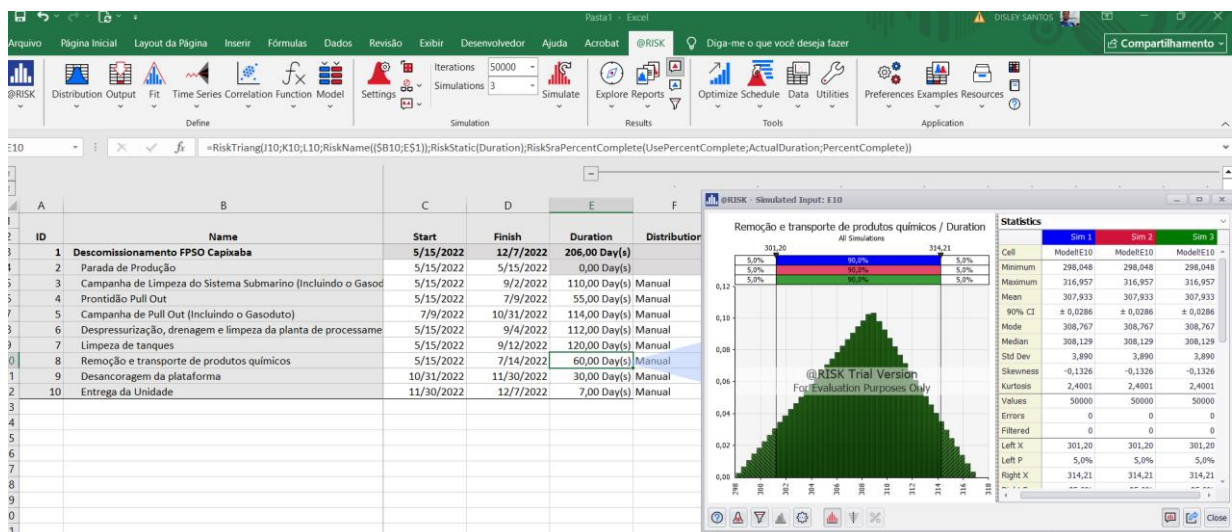 Pasta1 - Excel
DISLEY SANTOS
Arquivo Página Inicial Layout da Página Inserir Fórmulas Dados Revisão Exibir Desenvolvedor Ajuda Acrobat @RISK Diga-me o que você deseja fazer Compartilhamento
@RISK Distribution Output Fit Time Series Correlation Function Model Settings Iterations 50000 Simulations 3 Simulate Explore Reports Optimize Schedule Data Utilities Preferences Examples Resources
Define Simulation Results Tools Application
E10 fx =RiskTriang(J10;K10;L10;RiskName(($B10;E$1));RiskStatic(Duration);RiskSraPercentComplete(UsePercentComplete;ActualDuration;PercentComplete))
A B C D E F
ID Name Start Finish Duration Distribution
1 Descomissionamento FPSO Capixaba 5/15/2022 12/7/2022 206,00 Day(s)
2 Parada de Produção 5/15/2022 5/15/2022 0,00 Day(s)
3 Campanha de Limpeza do Sistema Submarino (Incluindo o Gasod 5/15/2022 9/2/2022 110,00 Day(s) Manual
4 Prontidão Pull Out 5/15/2022 7/9/2022 55,00 Day(s) Manual
5 Campanha de Pull Out (Incluindo o Gasoduto) 7/9/2022 10/31/2022 114,00 Day(s) Manual
6 Despressurização, drenagem e limpeza da planta de processame 5/15/2022 9/4/2022 112,00 Day(s) Manual
7 Limpeza de tanques 5/15/2022 9/12/2022 120,00 Day(s) Manual
8 Remoção e transporte de produtos químicos 5/15/2022 7/14/2022 60,00 Day(s) Manual
9 Desancoragem da plataforma 10/31/2022 11/30/2022 30,00 Day(s) Manual
10 Entrega da Unidade 11/30/2022 12/7/2022 7,00 Day(s) Manual
@RISK - Simulated Input: E10
Remoção e transporte de produtos químicos / Duration
All Simulations
301,20 314,21
5,0% 90,0% 5,0%
5,0% 90,0% 5,0%
5,0% 90,0% 5,0%
0,12
0,10
0,08
0,06
0,04
0,02
0,00
@RISK Trial Version
For Evaluation Purposes Only
298 300 302 304 306 308 310 312 314 316 318
Statistics
Sim 1 Sim 2 Sim 3
Cell Model!E10 Model!E10 Model!E10
Minimum 298,048 298,048 298,048
Maximum 316,957 316,957 316,957
Mean 307,933 307,933 307,933
90% CI ± 0,0286 ± 0,0286 ± 0,0286
Mode 308,767 308,767 308,767
Median 308,129 308,129 308,129
Std Dev 3,890 3,890 3,890
Skewness -0,1326 -0,1326 -0,1326
Kurtosis 2,4001 2,4001 2,4001
Values 50000 50000 50000
Errors 0 0 0
Filtered 0 0 0
Left X 301,20 301,20 301,20
Left P 5,0% 5,0% 5,0%
Right X 314,21 314,21 314,21
Close